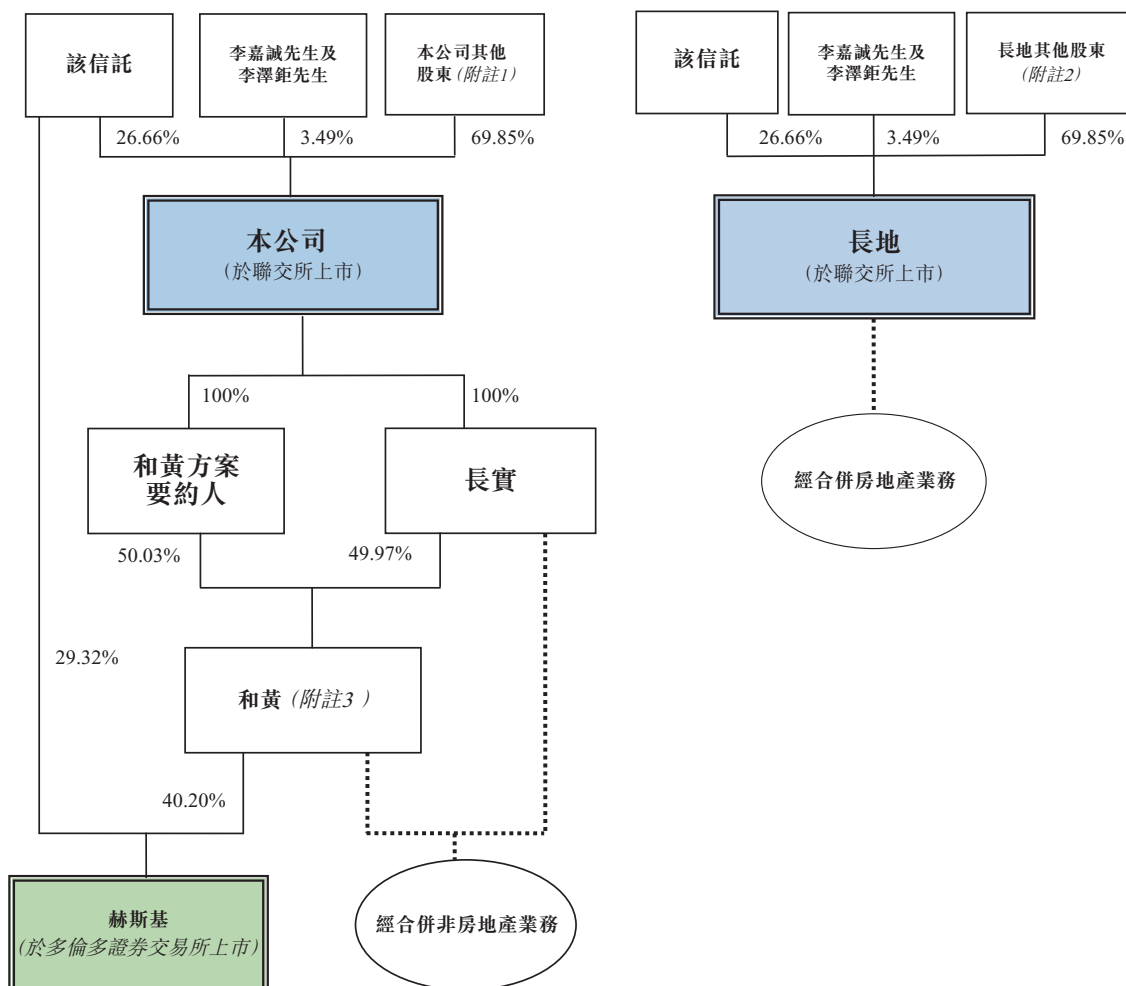 該信託
李嘉誠先生及
李澤鉅先生
本公司其他
股東(附註1)
26.66%
3.49%
69.85%
本公司
(於聯交所上市)
100%
100%
和黃方案
要約人
長實
50.03%
49.97%
29.32%
和黃(附註3)
40.20%
赫斯基
(於多倫多證券交易所上市)
經合併非房地產業務
該信託
李嘉誠先生及
李澤鉅先生
長地其他股東
(附註2)
26.66%
3.49%
69.85%
長地
(於聯交所上市)
經合併房地產業務